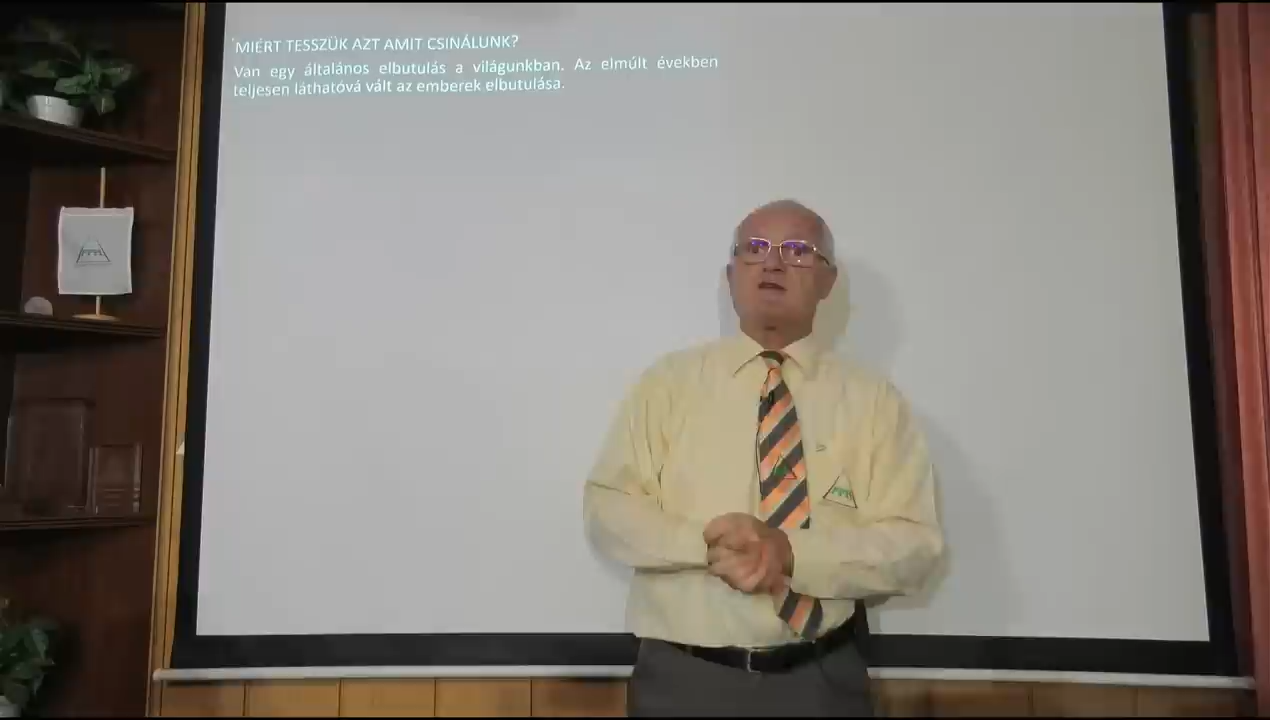 MIÉRT TESSZÜK AZT AMIT CSINÁLUNK?
Van egy általános elbutulás a világunkban. Az elmúlt években
teljesen láthatóvá vált az emberek elbutulása.